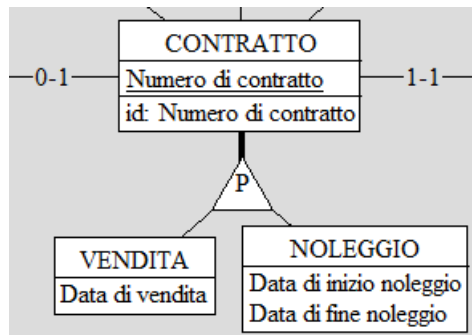 CONTRATTO
0-1
Numero di contratto
1-1
id: Numero di contratto
P
VENDITA
Data di vendita
NOLEGGIO
Data di inizio noleggio
Data di fine noleggio